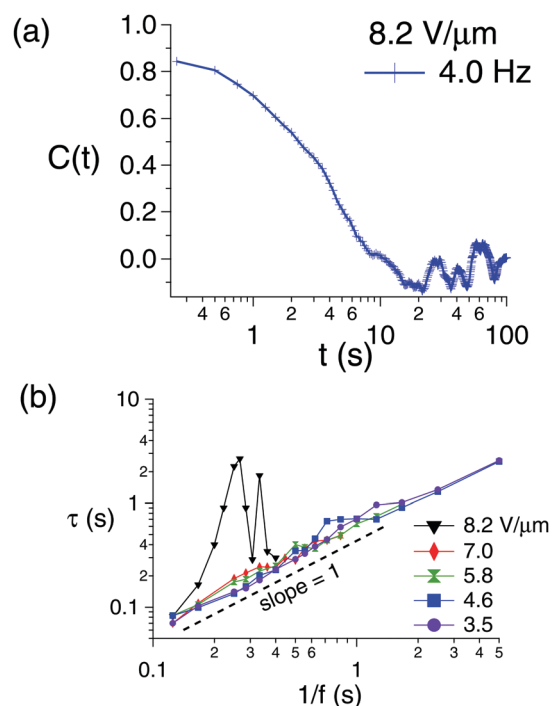 (a)
8.2 V/μm
4.0 Hz
1.0
0.8
0.6
0.4
0.2
0.0
C(t)
4 6 1 2 4 6 10 2 4 6 100
t (s)
(b)
10
4
2
1
4
2
0.1
τ (s)
slope = 1
8.2 V/μm
7.0
5.8
4.6
3.5
0.1 2 3 4 5 6 1 2 3 4 5
1/f (s)